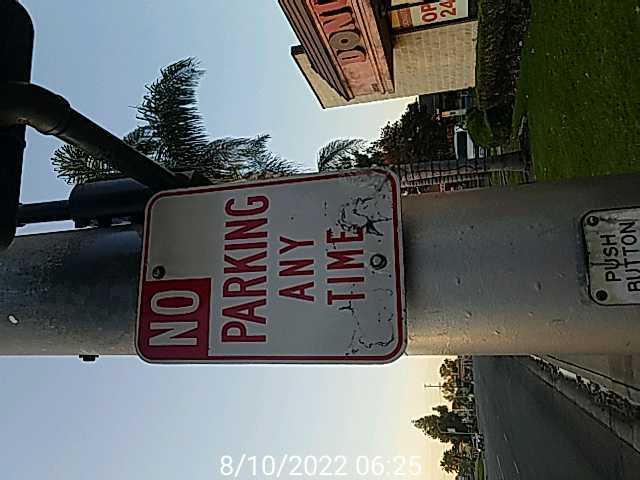 NO
PARKING
ANY
TIME
PUSH
BUTTON
8/10/2022 06:25